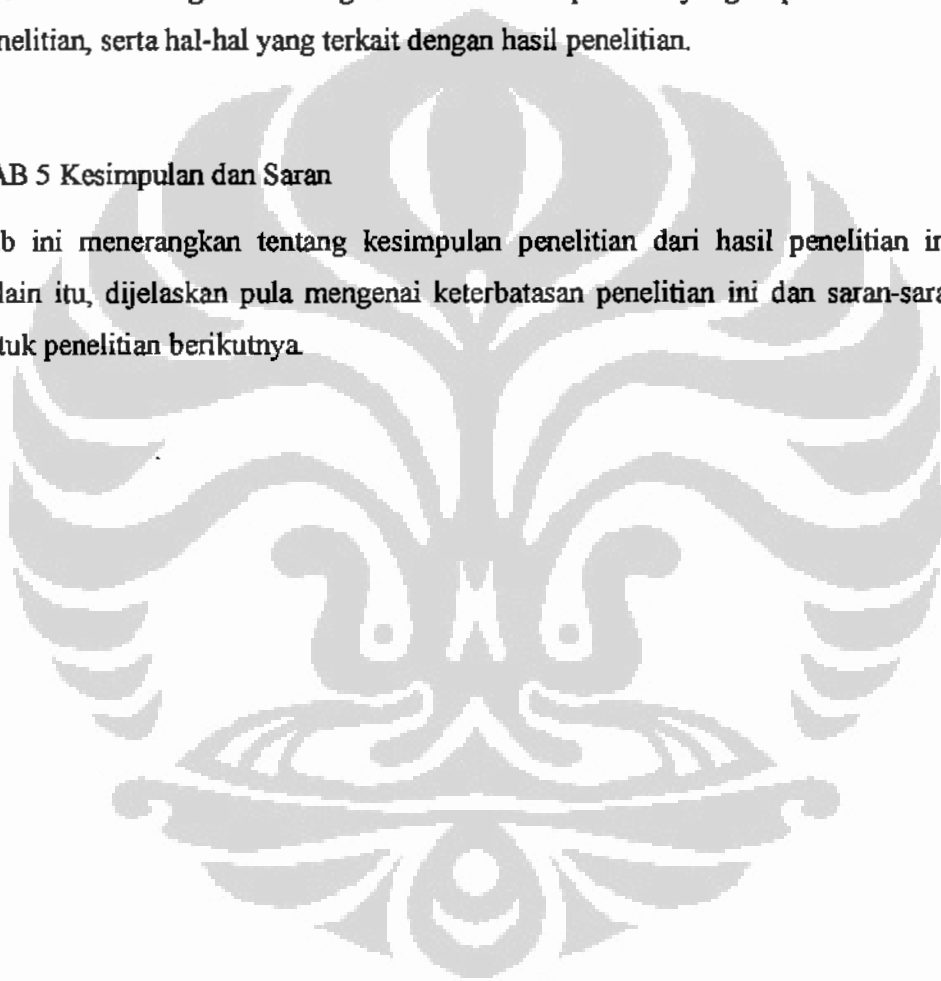 nelitian, serta hal-hal yang terkait dengan hasil penelitian.
AB 5 Kesimpulan dan Saran
b ini menerangkan tentang kesimpulan penelitian dari hasil penelitian in
lain itu, dijelaskan pula mengenai keterbatasan penelitian ini dan saran-sara
tuk penelitian berikutnya